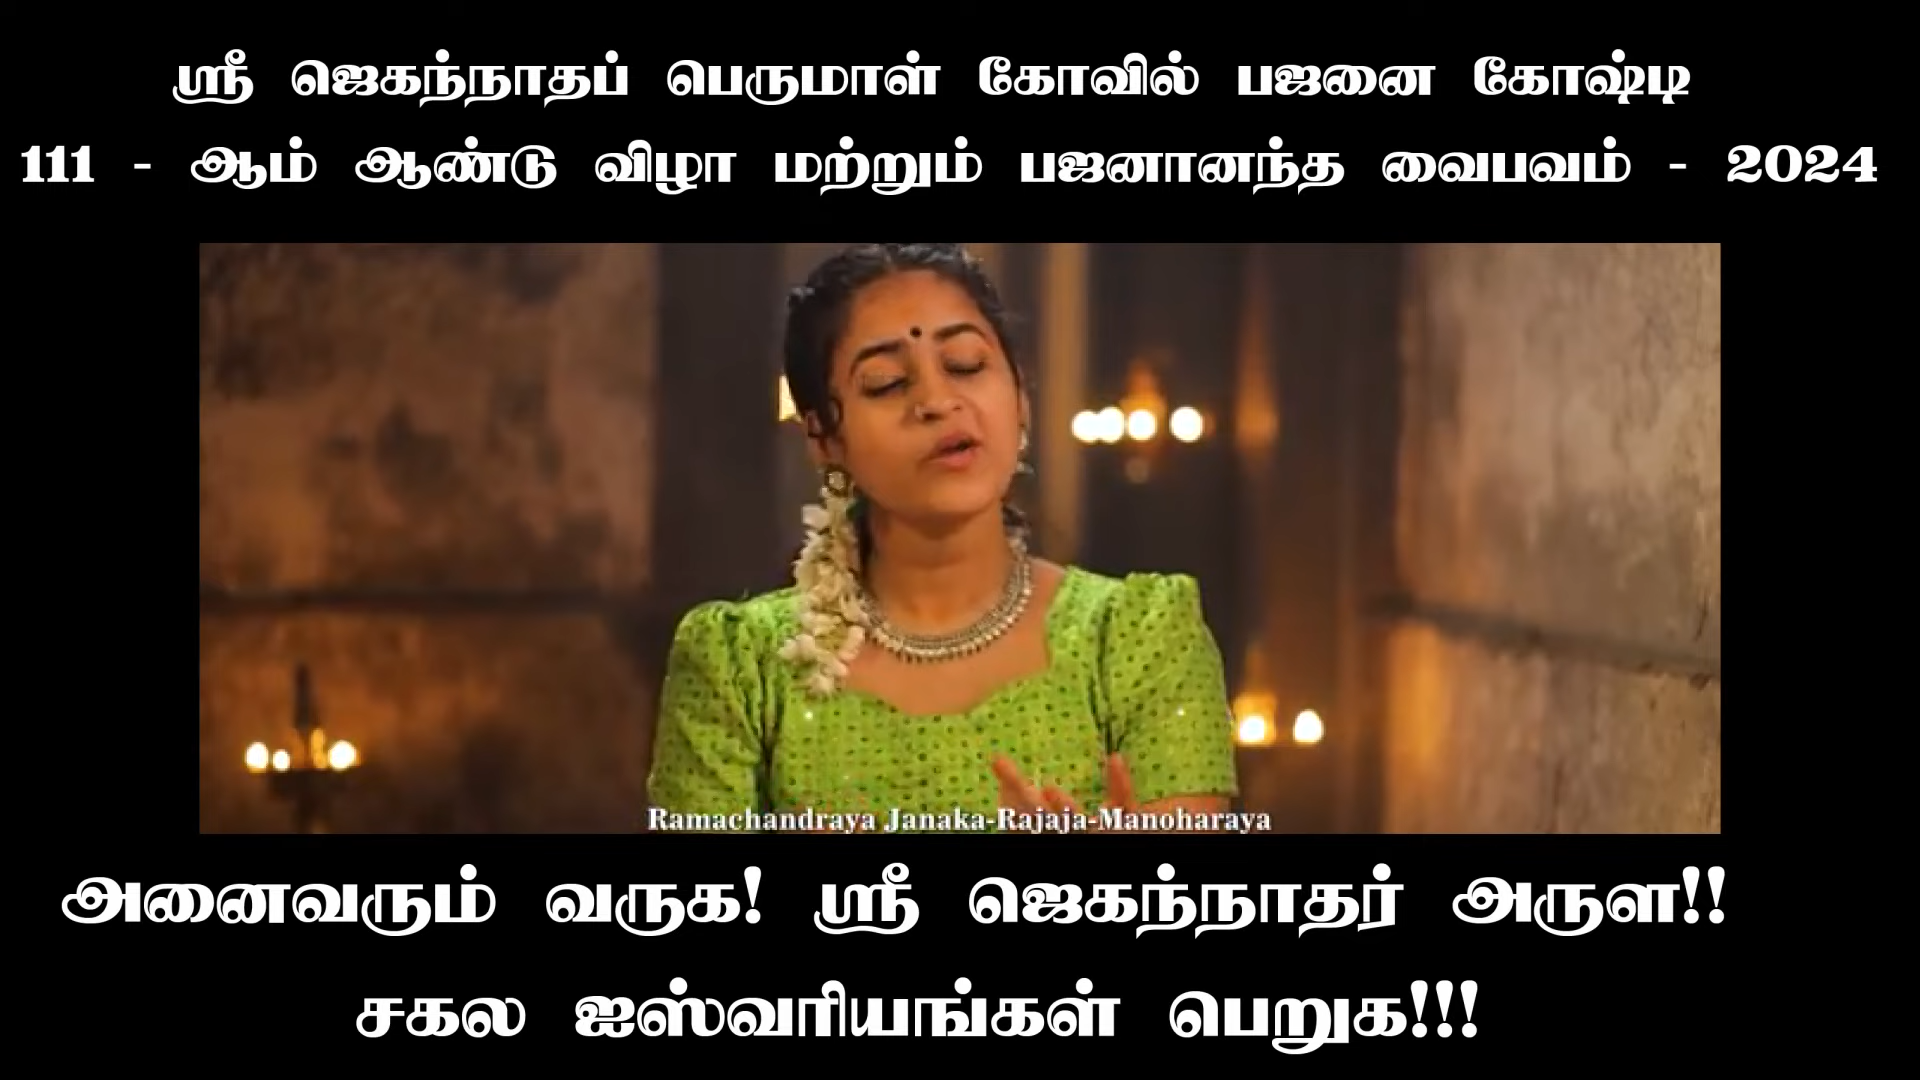 ஸ்ரீ ஜெகந்நாதப் பெருமாள் கோவில் பஜனை கோஷ்டி
111 - ஆம் ஆண்டு விழா மற்றும் பஜனானந்த வைபவம் - 2024
Ramachandraya Janaka-Rajaja-Manoharaya
அனைவரும் வருக! ஸ்ரீ ஜெகந்நாதர் அருள!!
சகல ஐஸ்வரியங்கள் பெறுக!!!